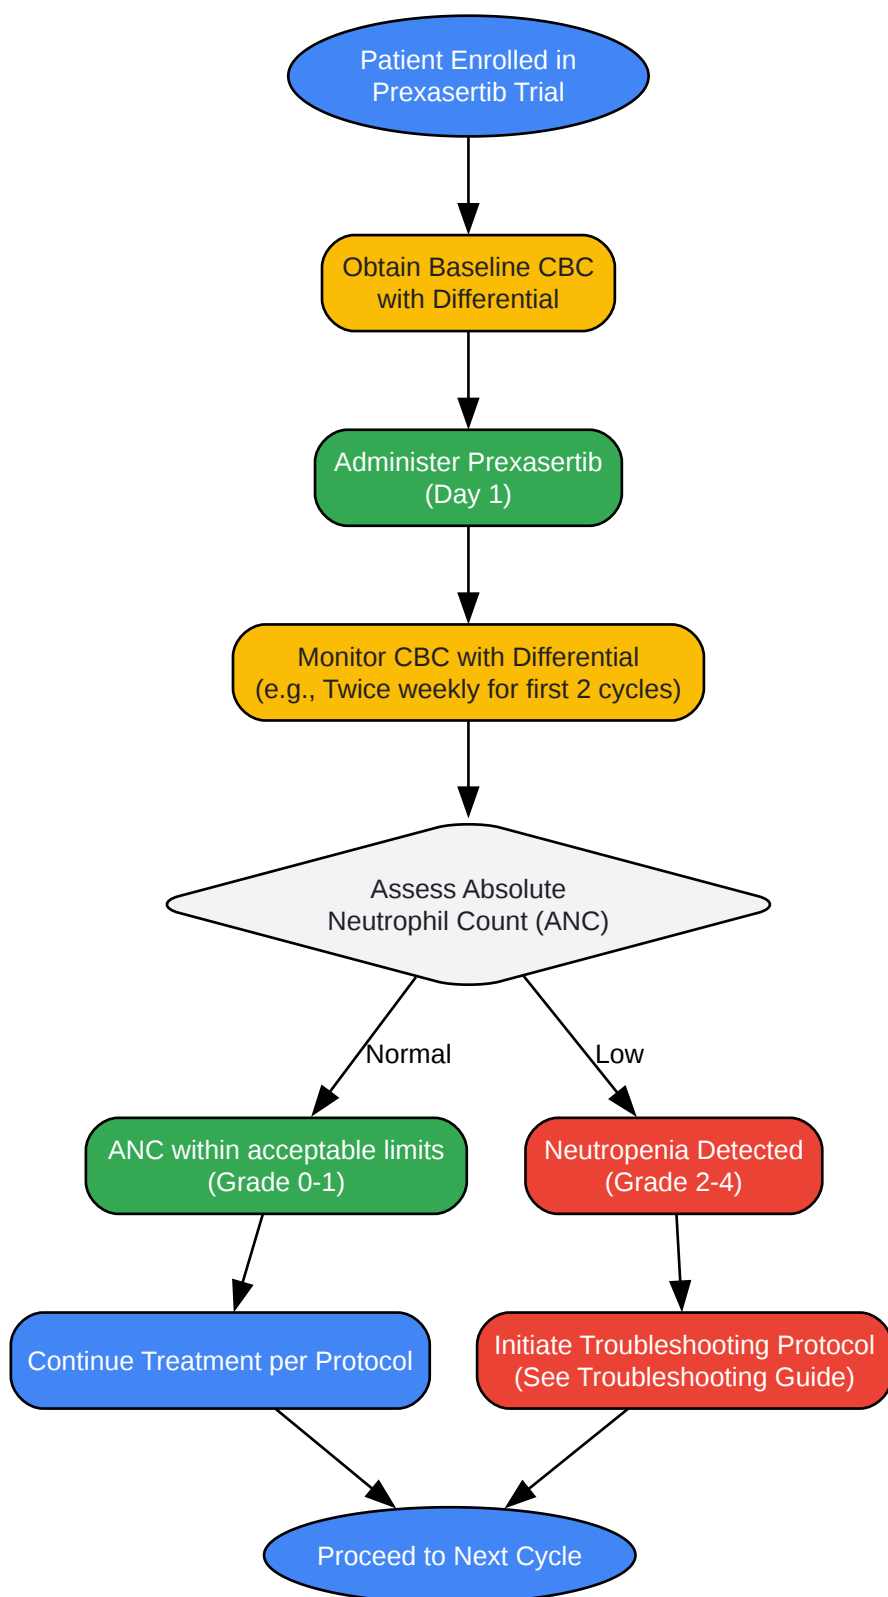 Patient Enrolled in
Prexasertib Trial
Obtain Baseline CBC
with Differential
Administer Prexasertib
(Day 1)
Monitor CBC with Differential
(e.g., Twice weekly for first 2 cycles)
Assess Absolute
Neutrophil Count (ANC)
Normal
Low
ANC within acceptable limits
(Grade 0-1)
Neutropenia Detected
(Grade 2-4)
Continue Treatment per Protocol
Initiate Troubleshooting Protocol
(See Troubleshooting Guide)
Proceed to Next Cycle